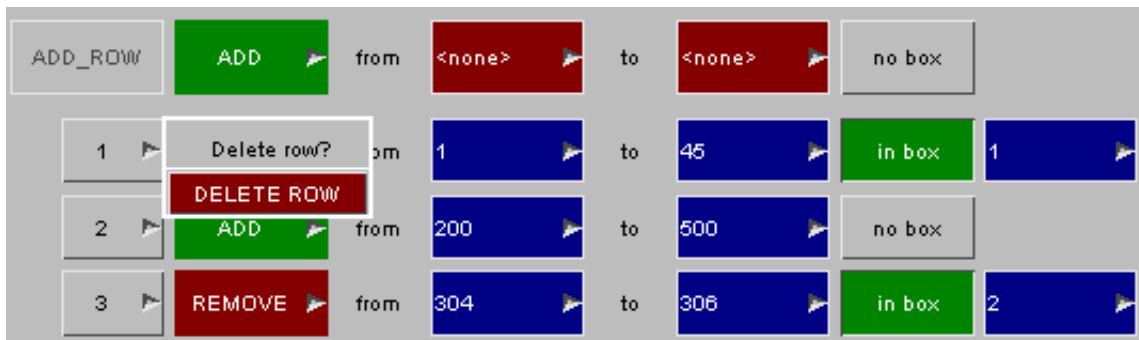 ADD_ROW ADD from <none> to <none> no box
1 Delete row? om 1 to 45 in box 1
DELETE ROW
2 ADD from 200 to 500 no box
3 REMOVE from 304 to 306 in box 2